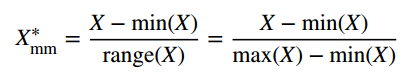 X*mm = X − min(X) / range(X) = X − min(X) / max(X) − min(X)